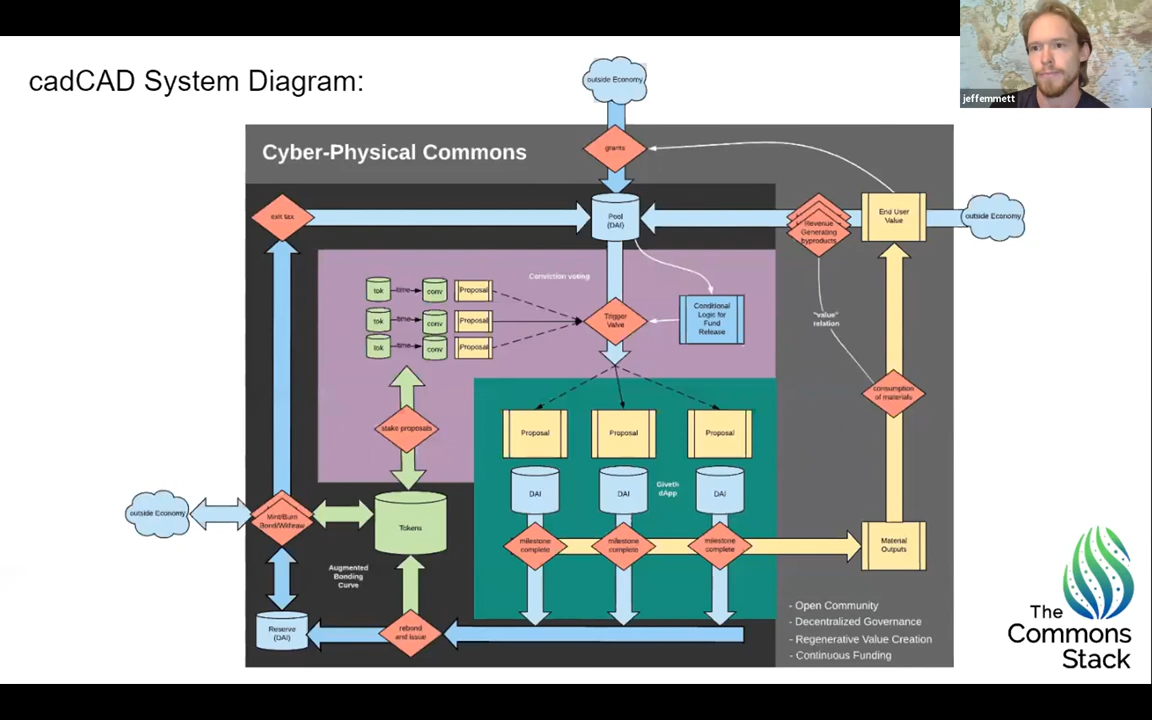 cadCAD System Diagram:
jeffemmett
outside Economy
Cyber-Physical Commons
grants
exit tax
Pool
(DAI)
Revenue
Generating
byproducts
End User
Value
outside Economy
Conviction voting
tok
time
conv
Proposal
tok
time
conv
Proposal
tok
time
conv
Proposal
Trigger
Valve
Conditional
Logic for
Fund
Release
"value"
relation
consumption
of materials
stake proposals
Proposal
Proposal
Proposal
outside Economy
Mint/Burn
Bond/Withdraw
Tokens
DAI
DAI
DAI
Giveth
dApp
milestone
complete
milestone
complete
milestone
complete
Material
Outputs
Augmented
Bonding
Curve
Reserve
(DAI)
rebond
and issue
- Open Community
- Decentralized Governance
- Regenerative Value Creation
- Continuous Funding
The
Commons
Stack